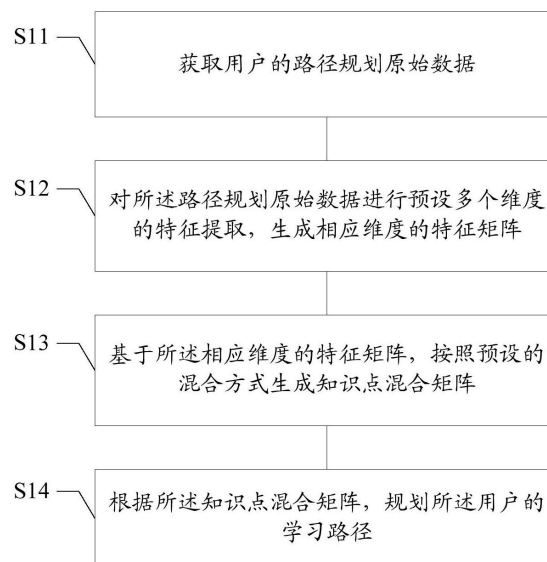 S11
获取用户的路径规划原始数据
S12
对所述路径规划原始数据进行预设多个维度
的特征提取，生成相应维度的特征矩阵
S13
基于所述相应维度的特征矩阵，按照预设的
混合方式生成知识点混合矩阵
S14
根据所述知识点混合矩阵，规划所述用户的
学习路径